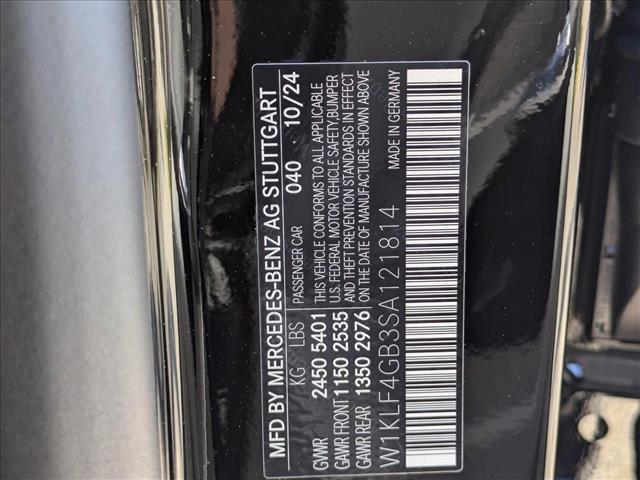 MFD BY MERCEDES-BENZ AG STUTTGART
KG LBS PASSENGER CAR 040 10/24
GVWR 2450 5401
GAWR FRONT 1150 2535
GAWR REAR 1350 2976
THIS VEHICLE CONFORMS TO ALL APPLICABLE
U.S. FEDERAL MOTOR VEHICLE SAFETY, BUMPER
AND THEFT PREVENTION STANDARDS IN EFFECT
ON THE DATE OF MANUFACTURE SHOWN ABOVE
W1KLF4GB3SA121814 MADE IN GERMANY